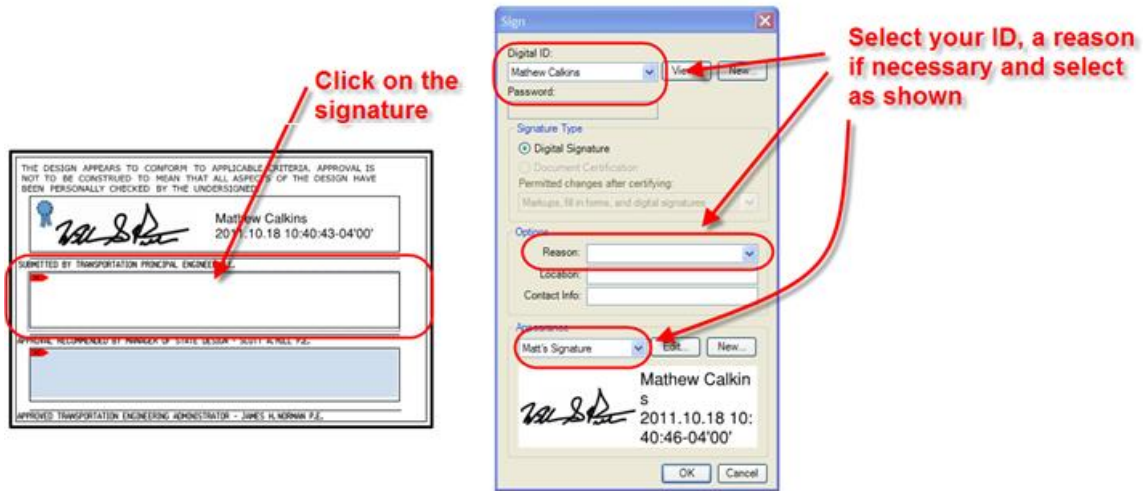 Click on the
signature
THE DESIGN APPEARS TO CONFORM TO APPLICABLE CRITERIA. APPROVAL IS
NOT TO BE CONSTRUED TO MEAN THAT ALL ASPECTS OF THE DESIGN HAVE
BEEN PERSONALLY CHECKED BY THE UNDERSIGNED.
Mathew Calkins
2011.10.18 10:40:43-04'00'
SUBMITTED BY TRANSPORTATION PRINCIPAL ENGINEER P.E.
APPROVAL RECOMMENDED BY MANAGER OF STATE DESIGN - SCOTT A. HILL P.E.
APPROVED TRANSPORTATION ENGINEERING ADMINISTRATOR - JAMES H. NORMAN P.E.
Sign
Digital ID:
Mathew Calkins
View...
New...
Password:
Signature Type
Digital Signature
Document Certification
Permitted changes after certifying:
Markups, fill in forms, and digital signatures
Options
Reason:
Location:
Contact Info:
Appearance
Matt's Signature
Edit...
New...
Mathew Calkin
s
2011.10.18 10:
40:46-04'00'
OK
Cancel
Select your ID, a reason
if necessary and select
as shown